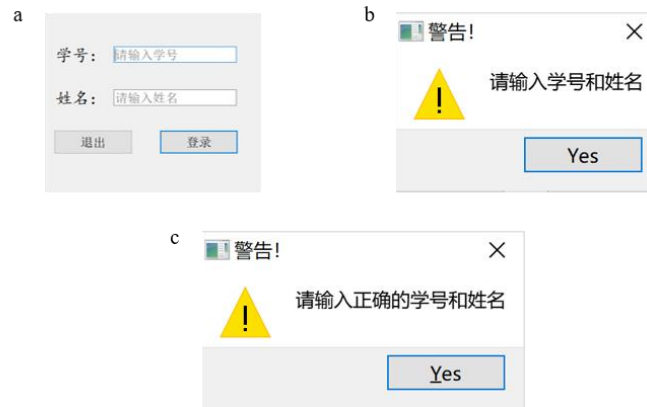 a
学号：
请输入学号
姓名：
请输入姓名
退出
登录
b
警告!
请输入学号和姓名
Yes
c
警告!
请输入正确的学号和姓名
Yes